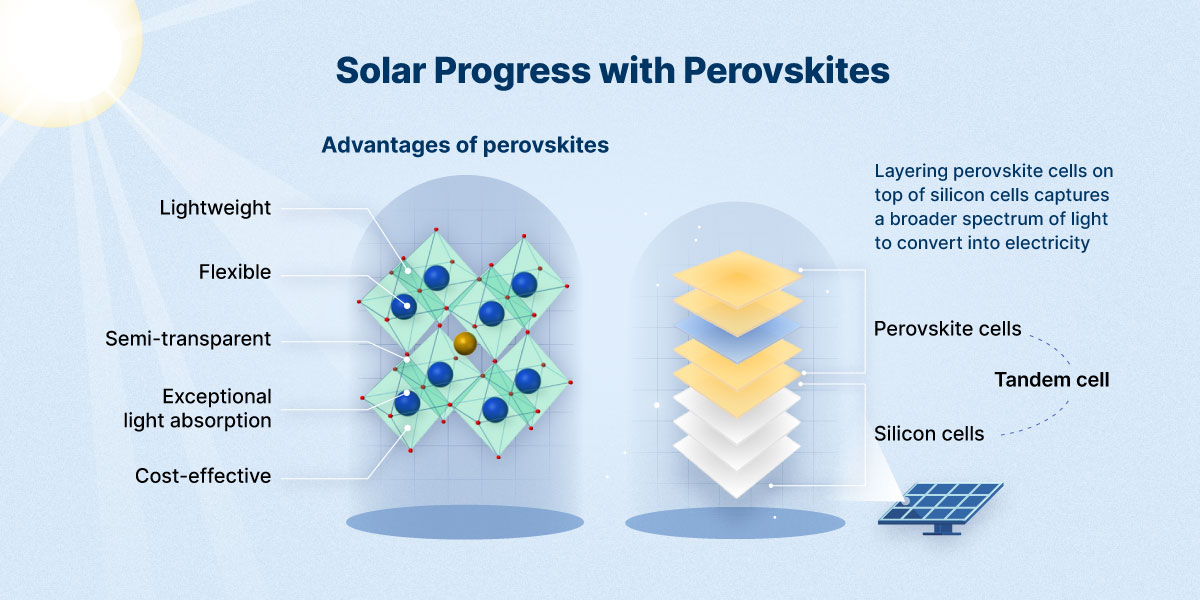 Solar Progress with Perovskites
Advantages of perovskites
Lightweight
Flexible
Semi-transparent
Exceptional
light absorption
Cost-effective
Layering perovskite cells on
top of silicon cells captures
a broader spectrum of light
to convert into electricity
Perovskite cells
Tandem cell
Silicon cells